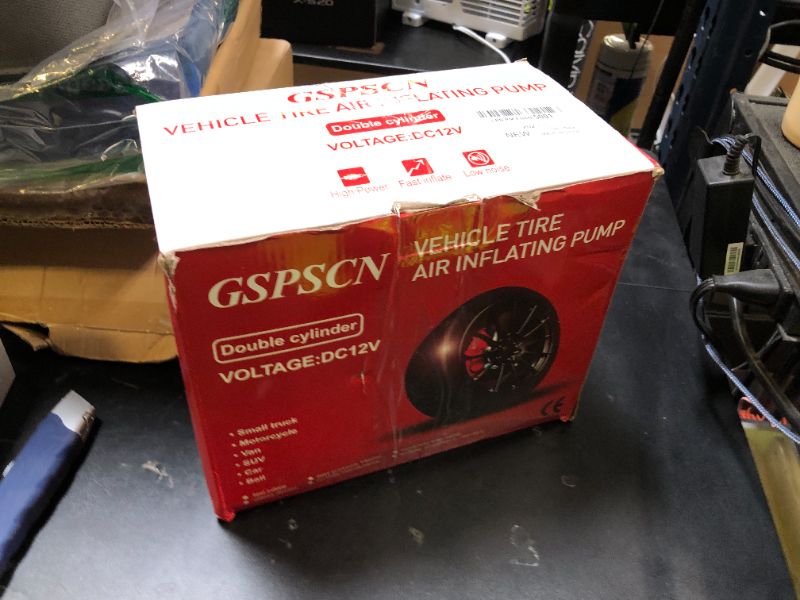 GSPSCN
VEHICLE TIRE AIR INFLATING PUMP
Double cylinder
VOLTAGE:DC12V
NEW
High Power
Fast inflate
Low noise
GSPSCN
VEHICLE TIRE
AIR INFLATING PUMP
Double cylinder
VOLTAGE:DC12V
• Small truck
• Motorcycle
• Van
• SUV
• Car
• Ball
CE